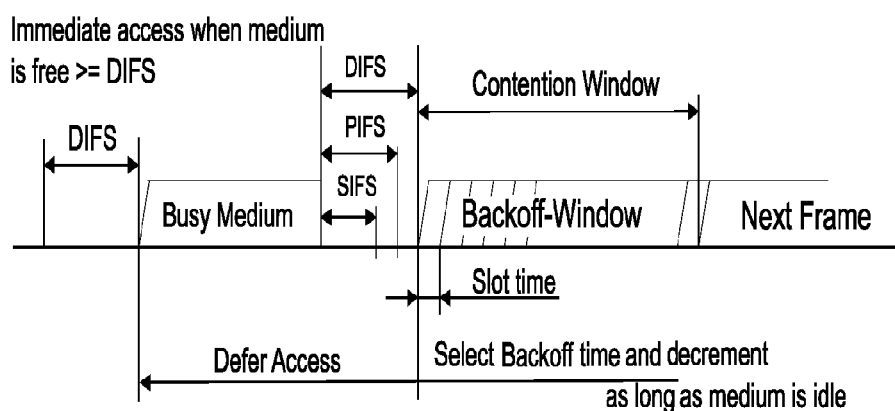 Immediate access when medium
is free >= DIFS
DIFS
DIFS
PIFS
SIFS
Contention Window
Busy Medium
Backoff-Window
Next Frame
Slot time
Defer Access
Select Backoff time and decrement
as long as medium is idle